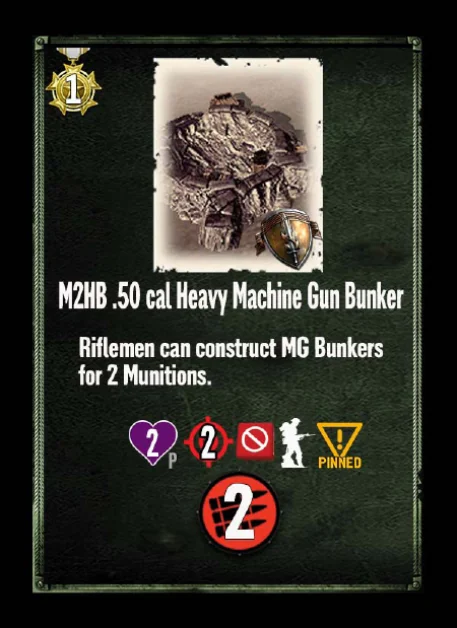 1
M2HB .50 cal Heavy Machine Gun Bunker
Riflemen can construct MG Bunkers
for 2 Munitions.
2 P 2 PINNED
2